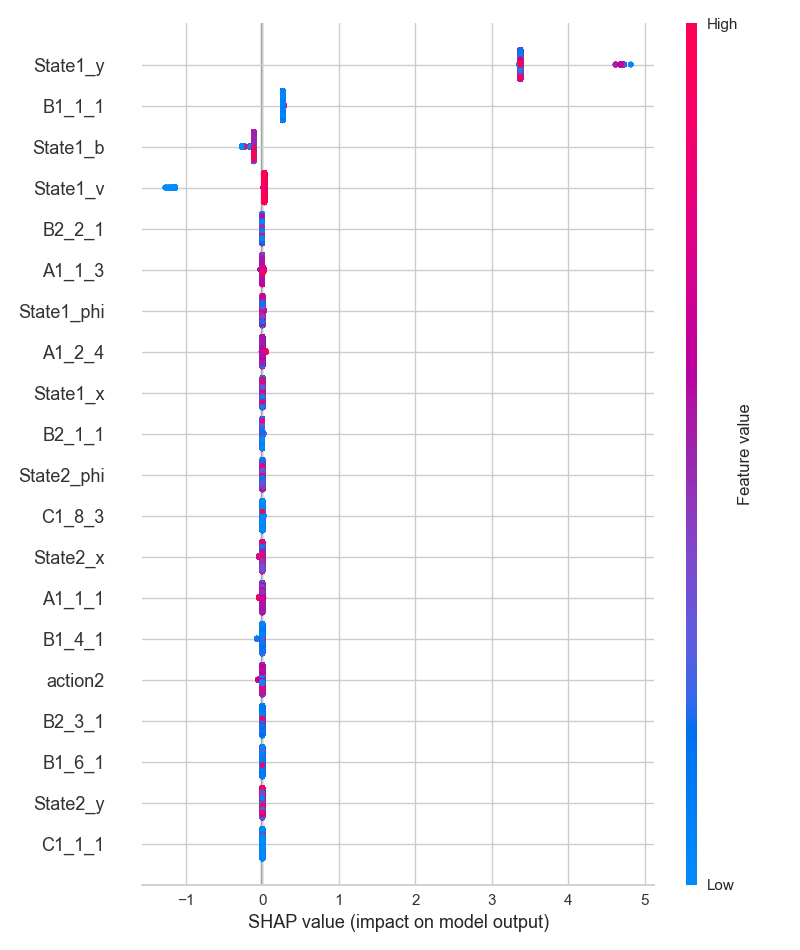 High
State1_y
B1_1_1
State1_b
State1_v
B2_2_1
A1_1_3
State1_phi
A1_2_4
State1_x
B2_1_1
State2_phi
C1_8_3
State2_x
A1_1_1
B1_4_1
action2
B2_3_1
B1_6_1
State2_y
C1_1_1
Feature value
Low
−1 0 1 2 3 4 5
SHAP value (impact on model output)